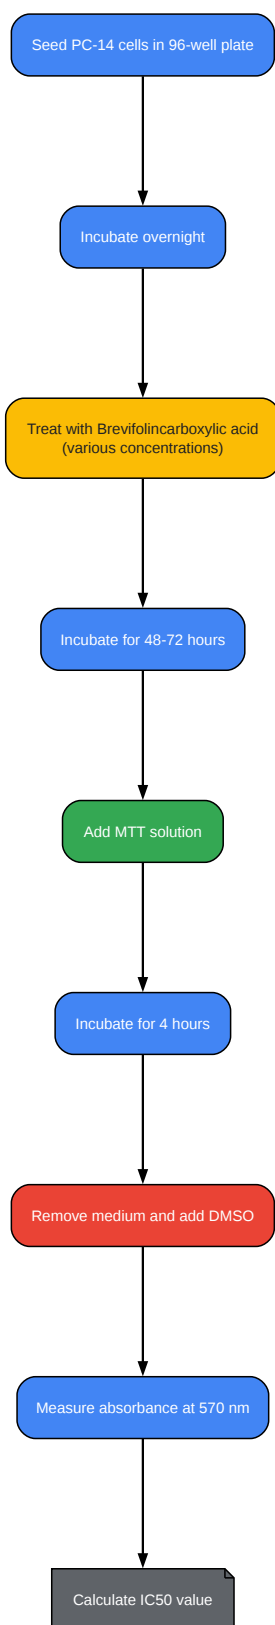 Seed PC-14 cells in 96-well plate
Incubate overnight
Treat with Brevifolincarboxylic acid
(various concentrations)
Incubate for 48-72 hours
Add MTT solution
Incubate for 4 hours
Remove medium and add DMSO
Measure absorbance at 570 nm
Calculate IC50 value